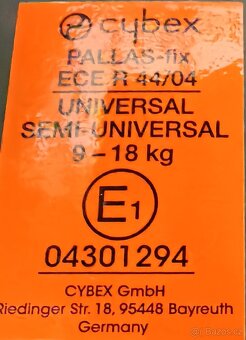 cybex
PALLAS-fix
ECE R 44/04
UNIVERSAL
SEMI-UNIVERSAL
9 – 18 kg
E1
04301294
CYBEX GmbH
Riedinger Str. 18, 95448 Bayreuth
Germany